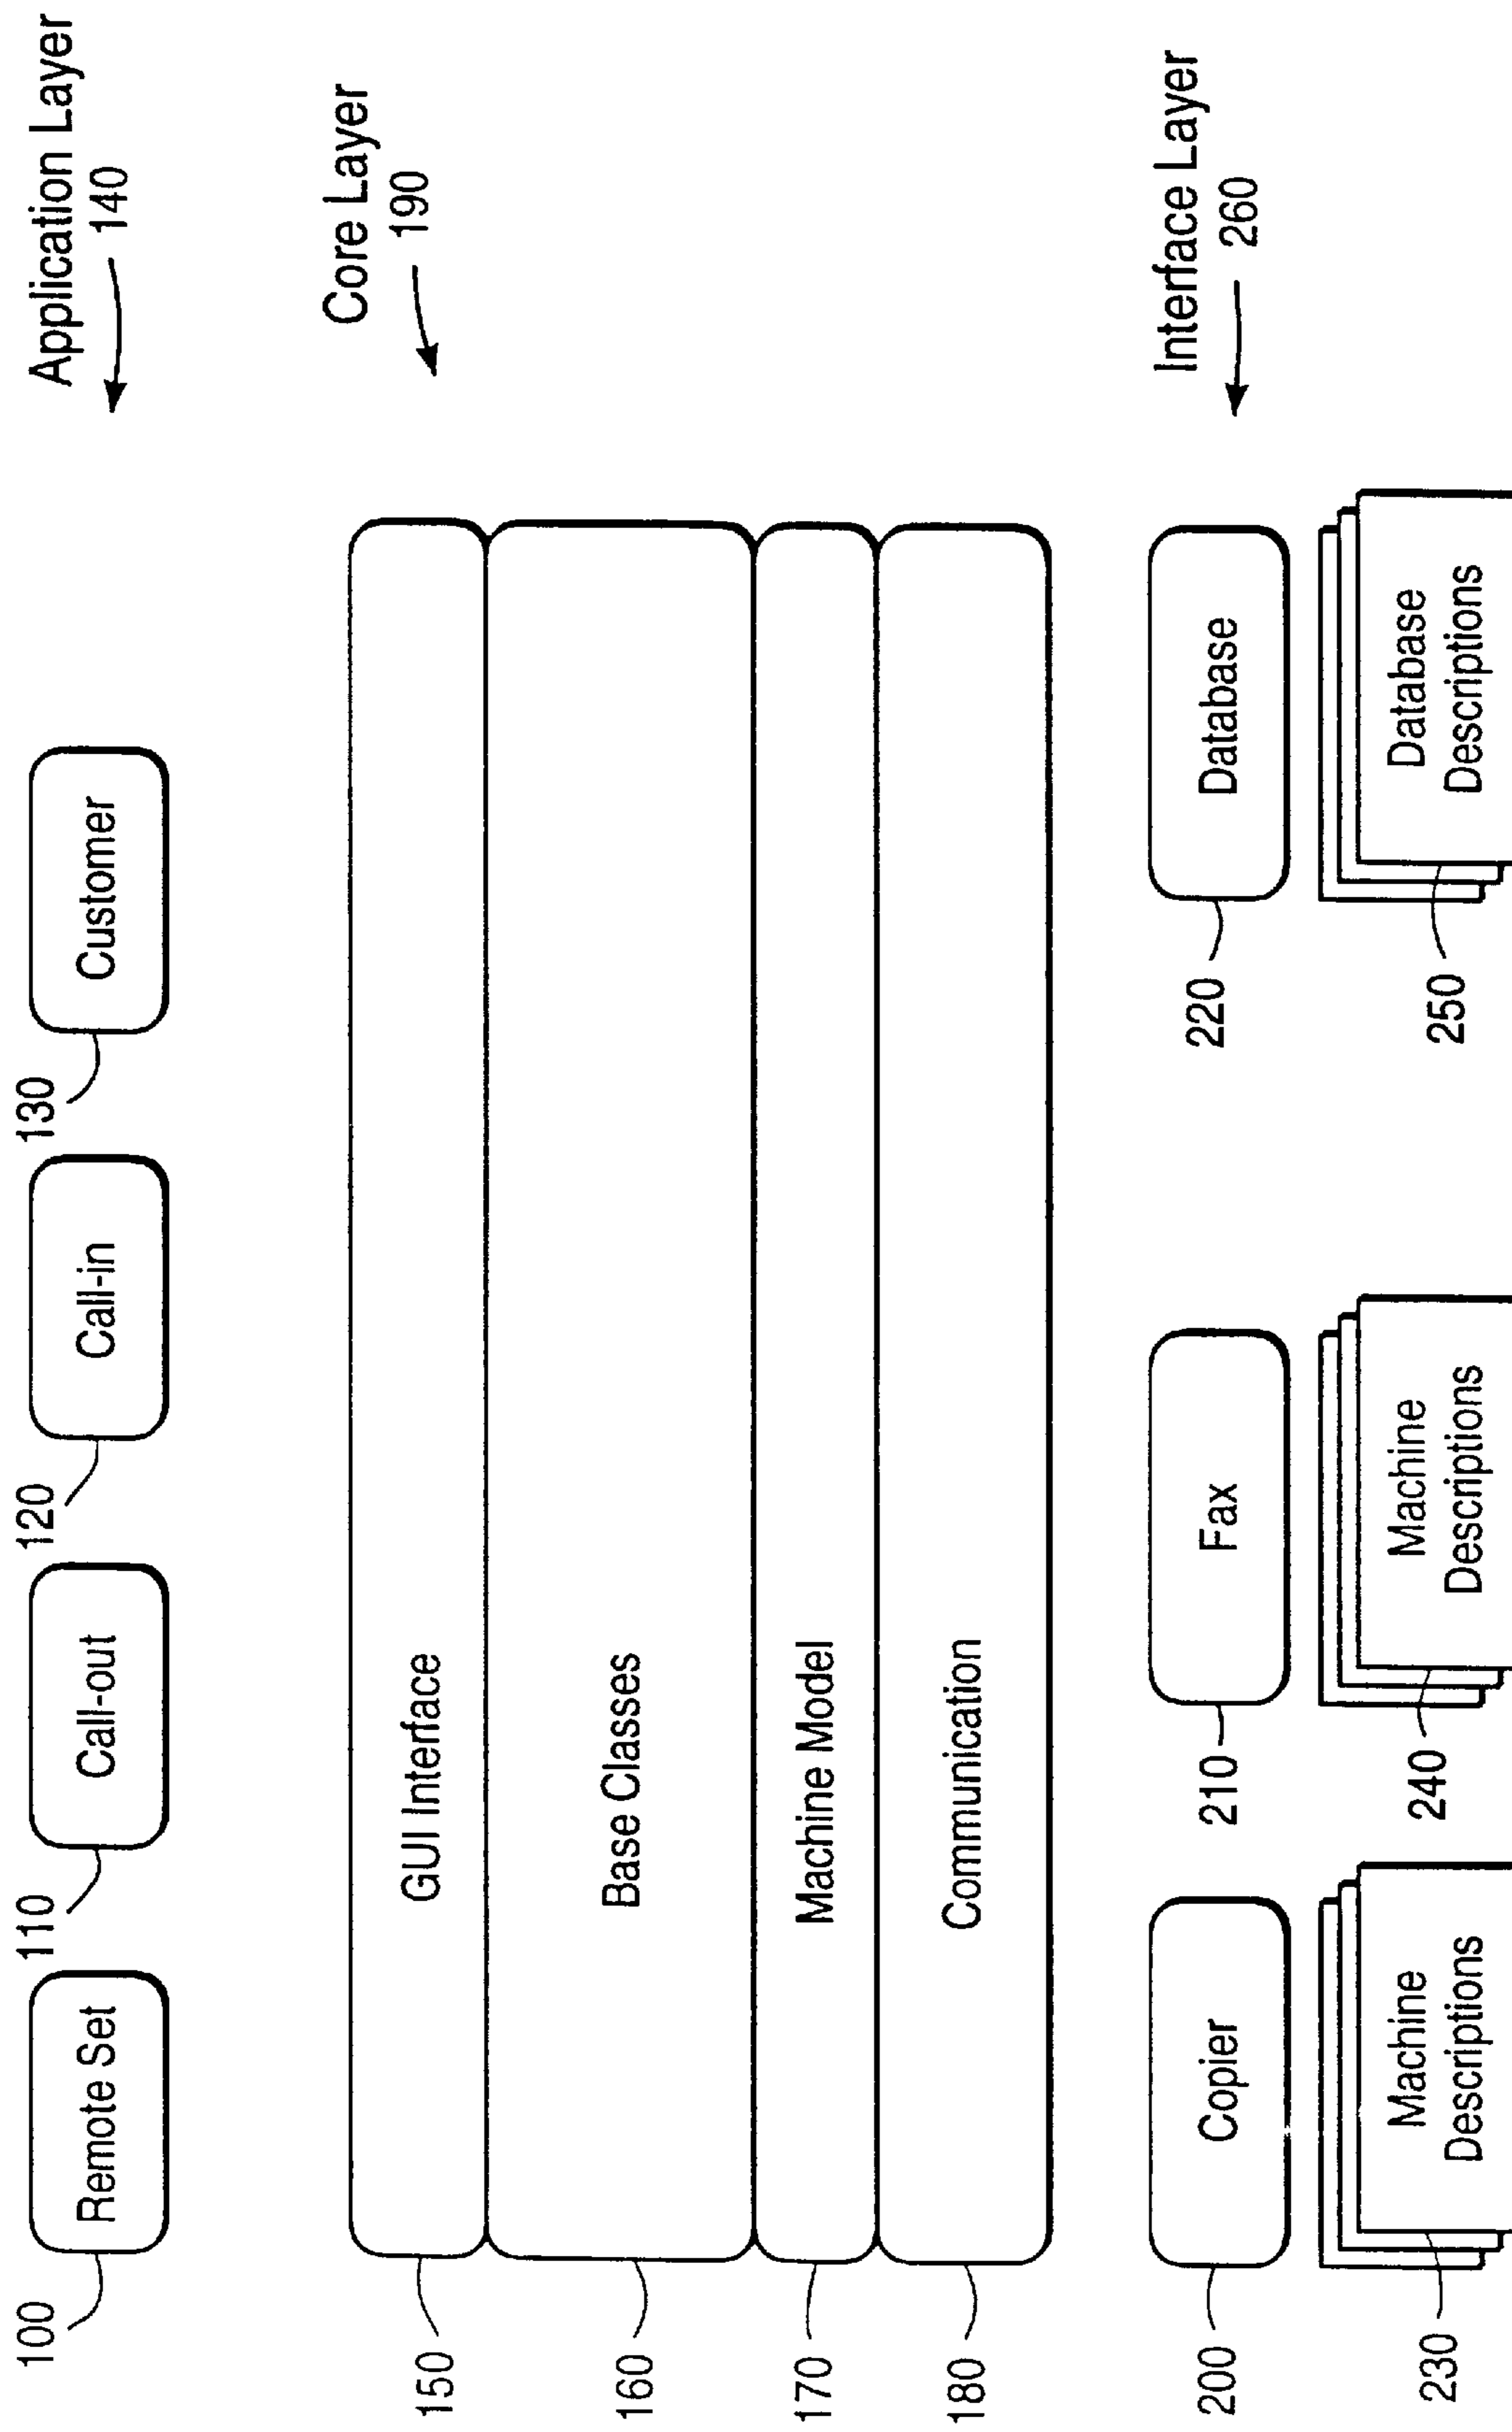 100
Remote Set
110
Call-out
120
Call-in
130
Customer
Application Layer
140
Core Layer
190
150
GUI Interface
160
Base Classes
170
Machine Model
180
Communication
Interface Layer
260
200
Copier
210
Fax
220
Database
230
Machine
Descriptions
240
Machine
Descriptions
250
Database
Descriptions